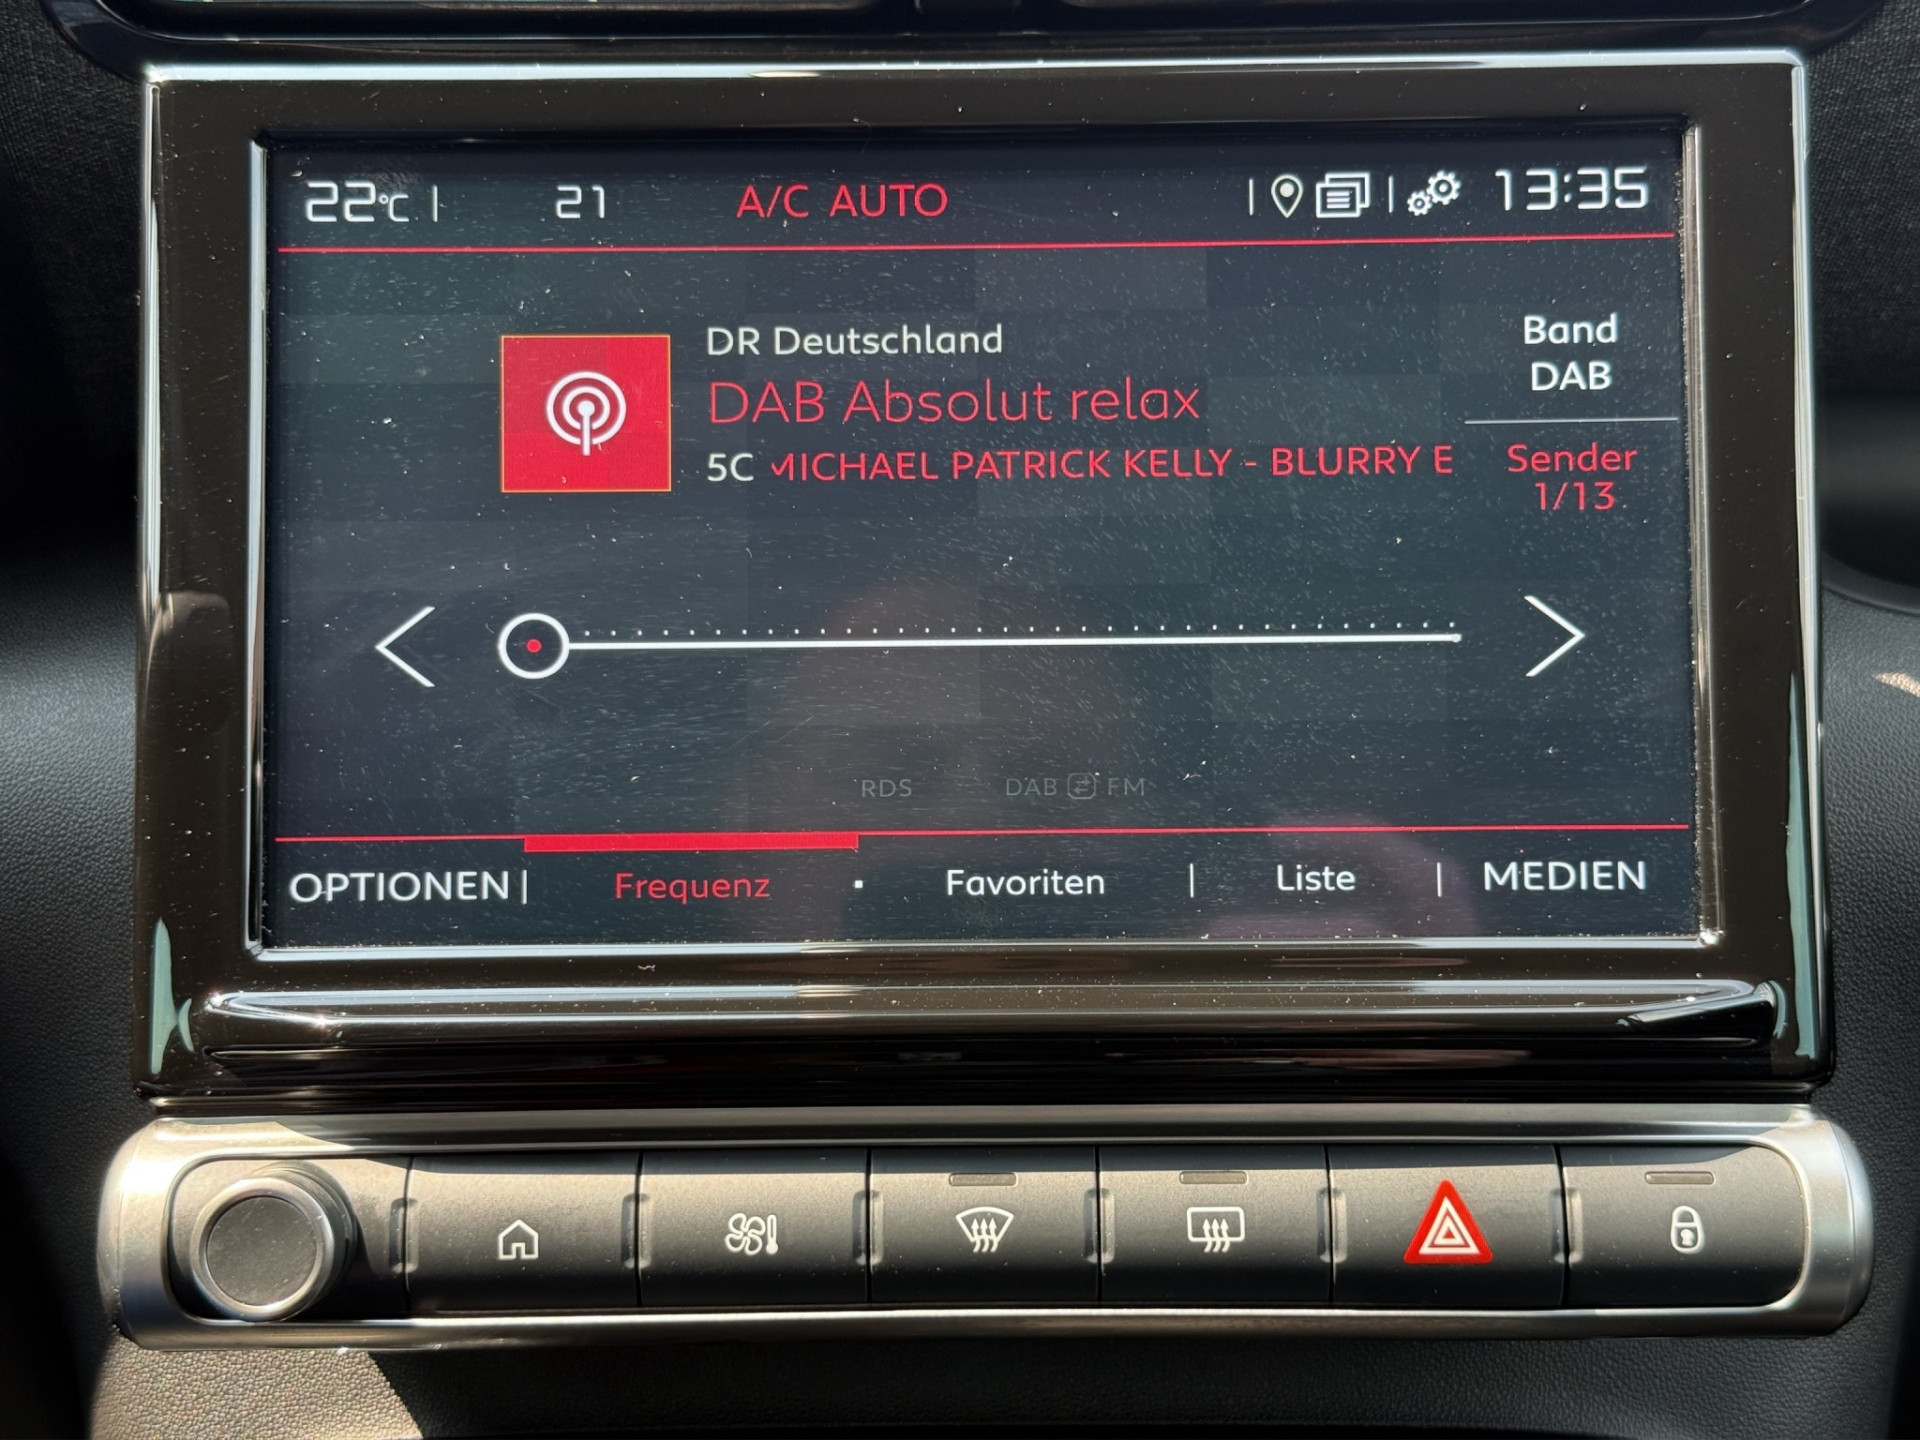 22°C | 21 A/C AUTO | | 13:35
DR Deutschland
DAB Absolut relax
5C MICHAEL PATRICK KELLY - BLURRY E
Band
DAB
Sender
1/13
RDS DAB FM
OPTIONEN | Frequenz Favoriten | Liste | MEDIEN